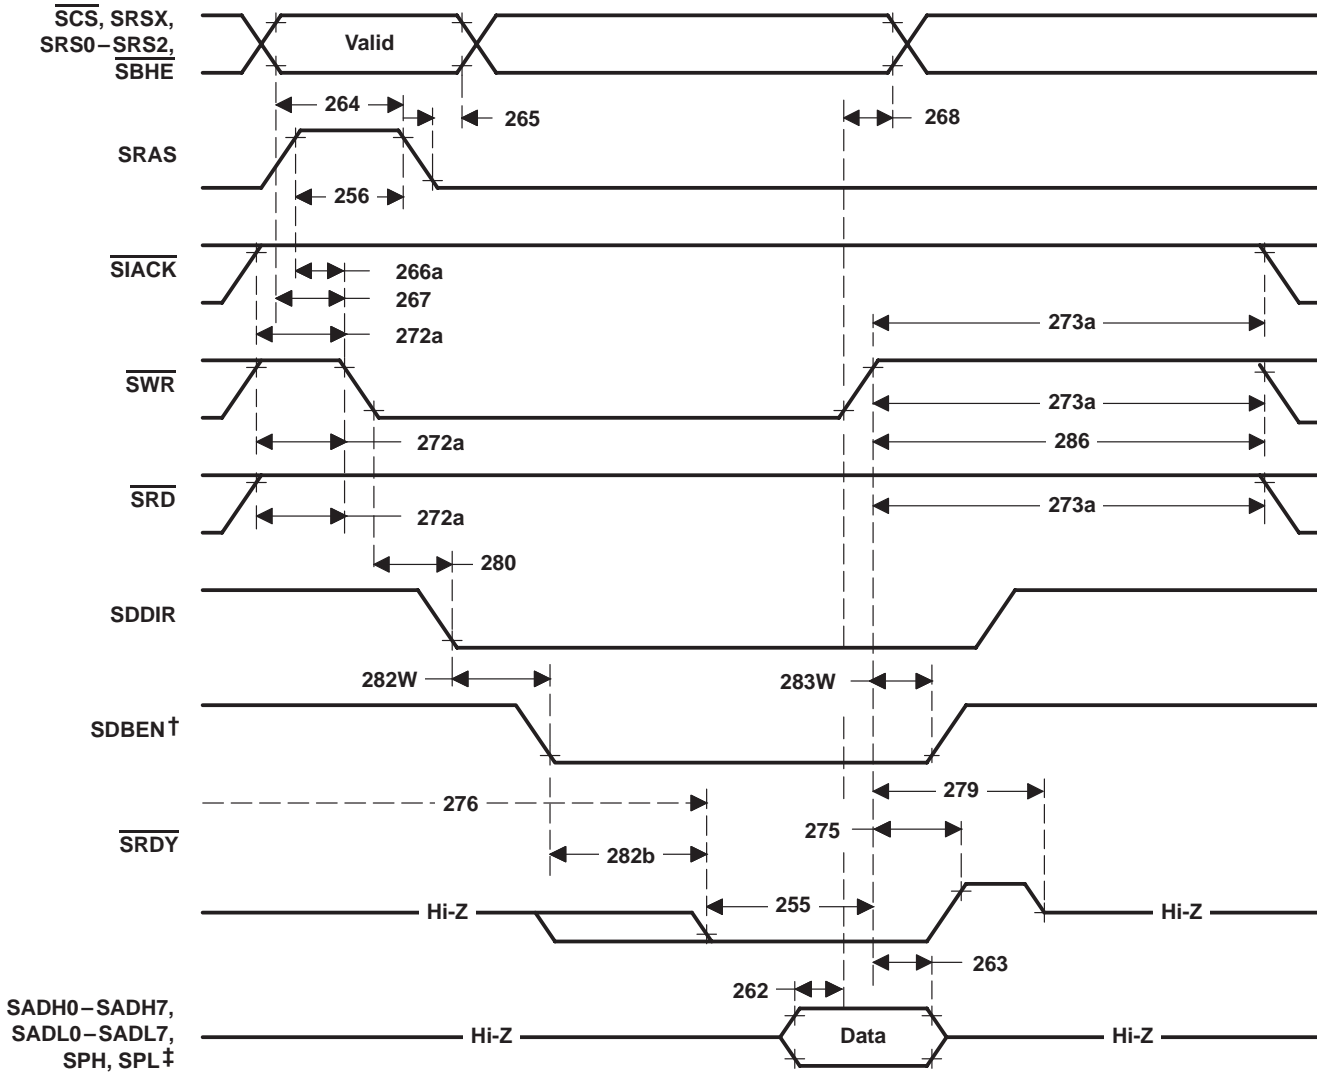 SCS, SRSX,
SRS0–SRS2,
SBHE
Valid
264
265
268
SRAS
256
SIACK
266a
267
272a
273a
SWR
273a
272a
286
SRD
272a
273a
280
SDDIR
282W
283W
SDBEN†
276
279
275
SRDY
282b
255
Hi-Z
Hi-Z
263
262
SADH0–SADH7,
SADL0–SADL7,
SPH, SPL‡
Hi-Z
Data
Hi-Z